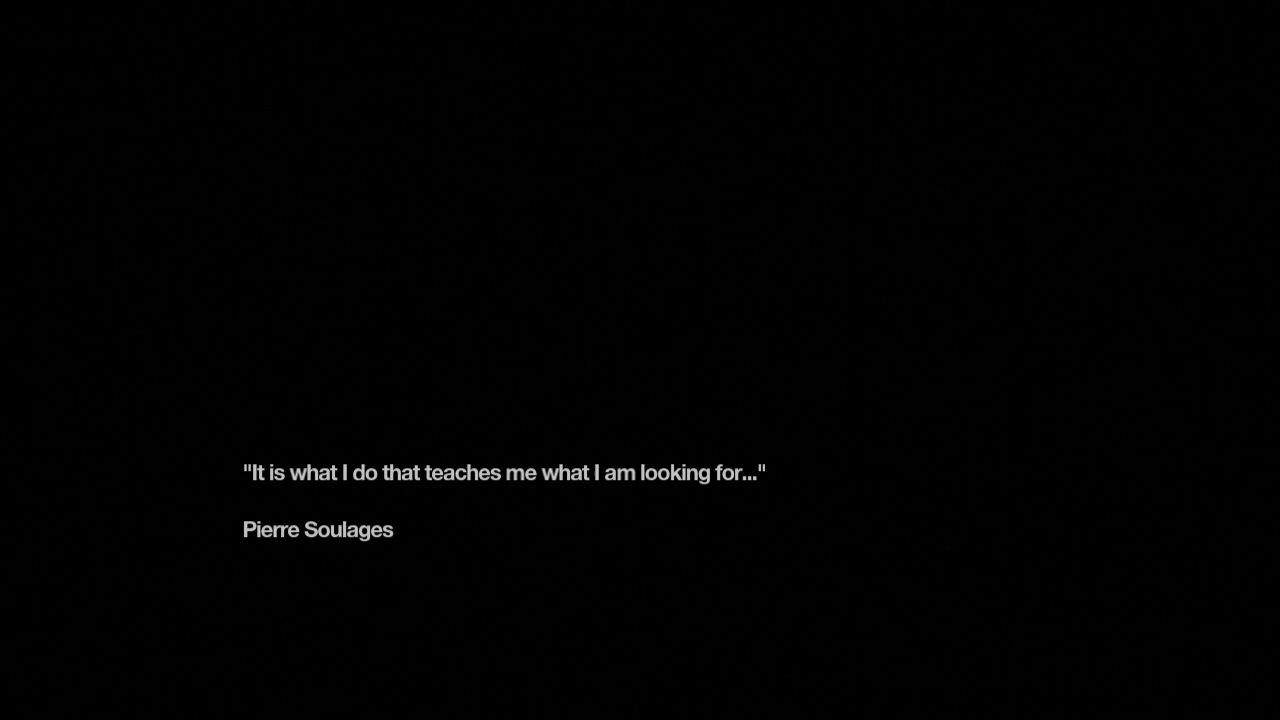 "It is what I do that teaches me what I am looking for..."
Pierre Soulages